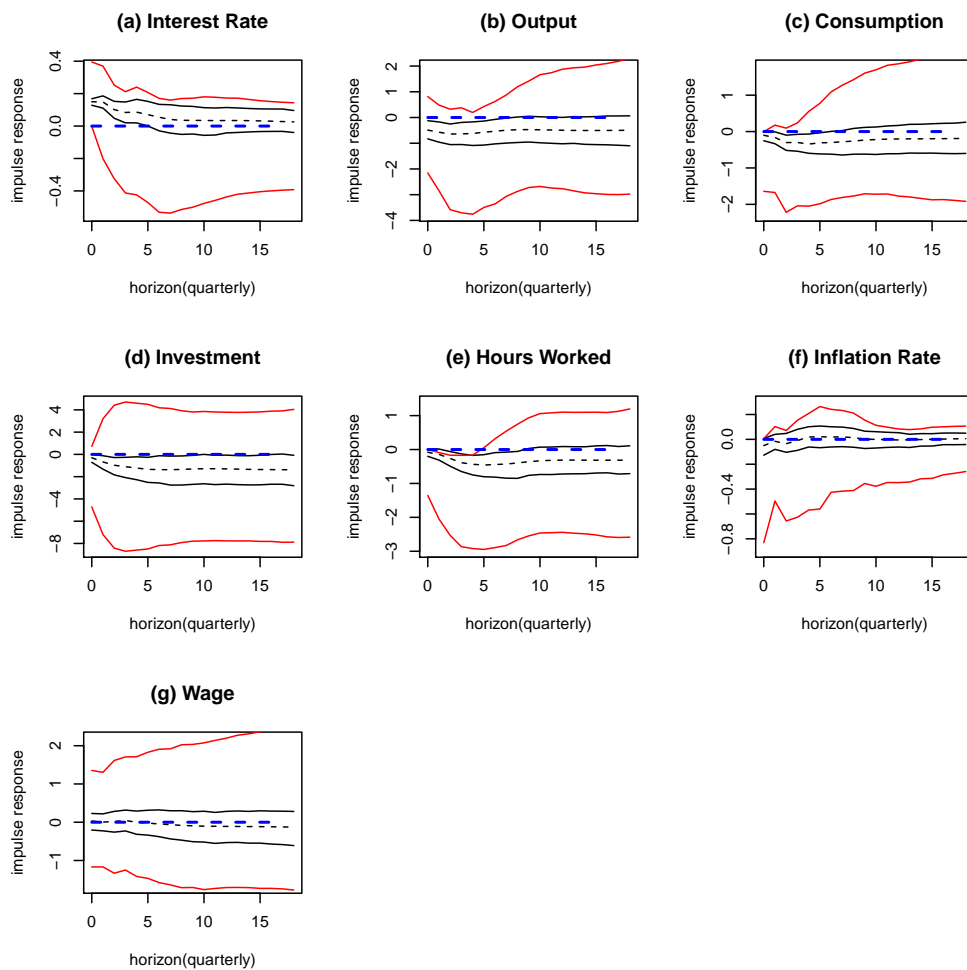 (a) Interest Rate
impulse response
0.4
0.0
−0.4
0 5 10 15
horizon(quarterly)
(b) Output
impulse response
2
1
0
−2
−4
0 5 10 15
horizon(quarterly)
(c) Consumption
impulse response
1
0
−1
−2
0 5 10 15
horizon(quarterly)
(d) Investment
impulse response
4
2
0
−4
−8
0 5 10 15
horizon(quarterly)
(e) Hours Worked
impulse response
1
0
−1
−2
−3
0 5 10 15
horizon(quarterly)
(f) Inflation Rate
impulse response
0.0
−0.4
−0.8
0 5 10 15
horizon(quarterly)
(g) Wage
impulse response
2
1
0
−1
0 5 10 15
horizon(quarterly)